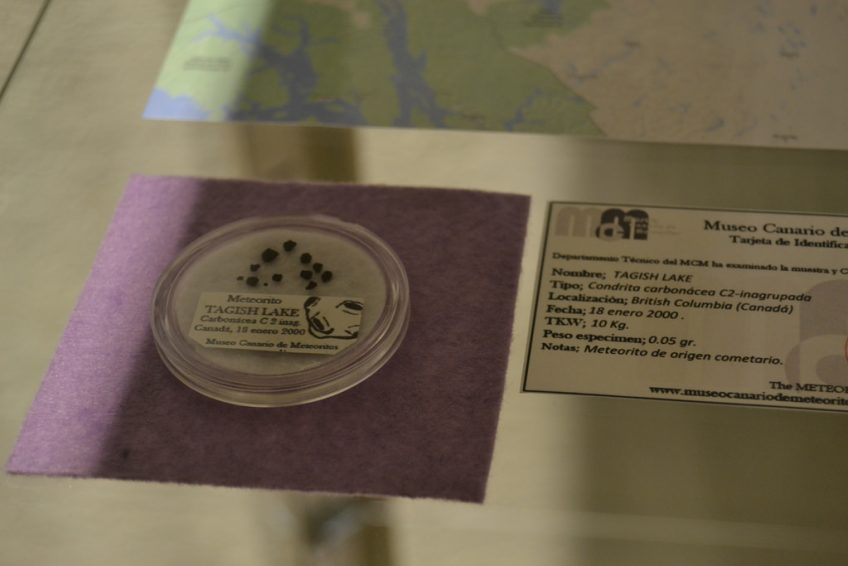 Meteorito
TAGISH LAKE
Carbonácea C 2 inag.
Canadá, 18 enero 2000
Museo Canario de Meteoritos
Museo Canario de
Tarjeta de Identifica
Departamento Técnico del MCM ha examinado la muestra y C
Nombre; TAGISH LAKE
Tipo; Condrita carbonácea C2-inagrupada
Localización; British Columbia (Canadá)
Fecha; 18 enero 2000 .
TKW; 10 Kg.
Peso especimen; 0.05 gr.
Notas; Meteorito de origen cometario.
The METEOR
www.museocanariodemeteorito